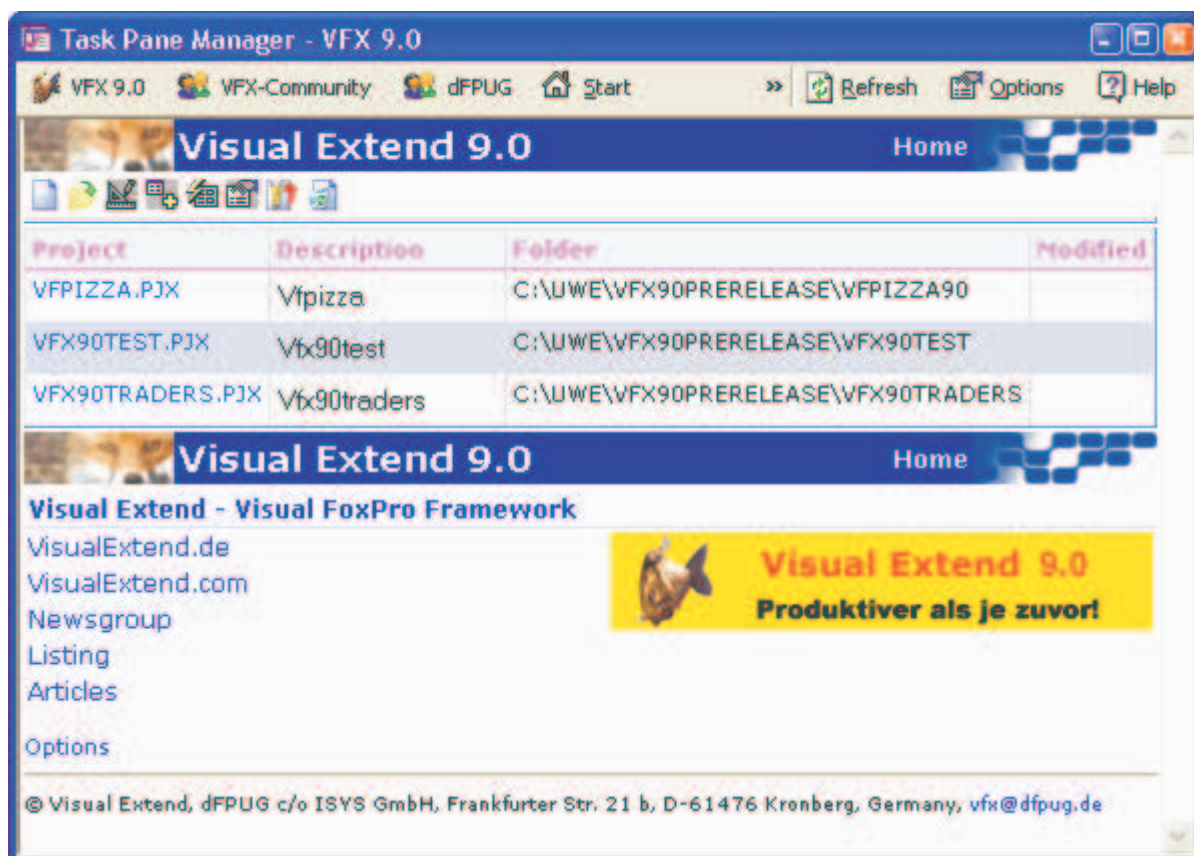 Task Pane Manager - VFX 9.0
VFX 9.0 VFX-Community dFPUG Start » Refresh Options Help
Visual Extend 9.0 Home
Project Description Folder Modified
VFPIZZA.PJX Vfpizza C:\UWE\VFX90PRERELEASE\VFPIZZA90
VFX90TEST.PJX Vfx90test C:\UWE\VFX90PRERELEASE\VFX90TEST
VFX90TRADERS.PJX Vfx90traders C:\UWE\VFX90PRERELEASE\VFX90TRADERS
Visual Extend 9.0 Home
Visual Extend - Visual FoxPro Framework
VisualExtend.de
VisualExtend.com
Newsgroup
Listing
Articles
Visual Extend 9.0
Produktiver als je zuvor!
Options
© Visual Extend, dFPUG c/o ISYS GmbH, Frankfurter Str. 21 b, D-61476 Kronberg, Germany, vfx@dfpug.de